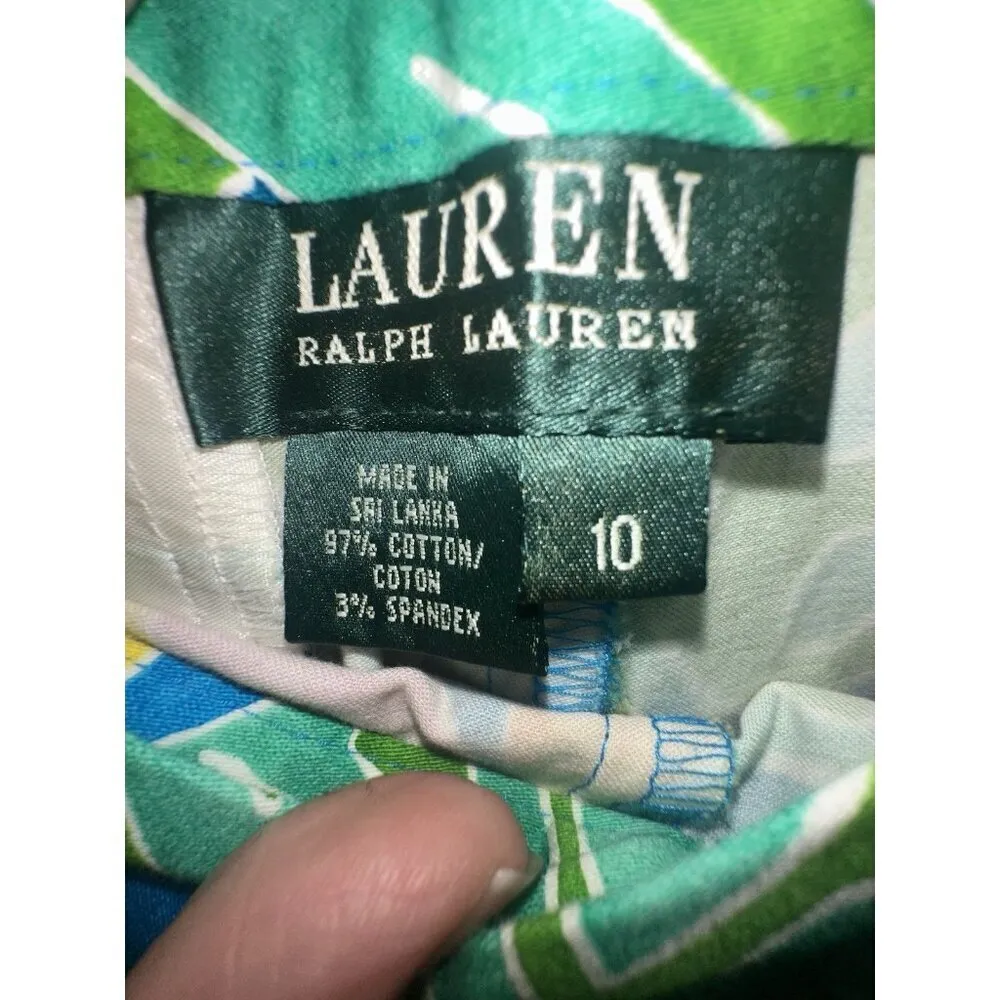 LAUREN
RALPH LAUREN
MADE IN
SRI LANKA
97% COTTON/
COTON
3% SPANDEX
10